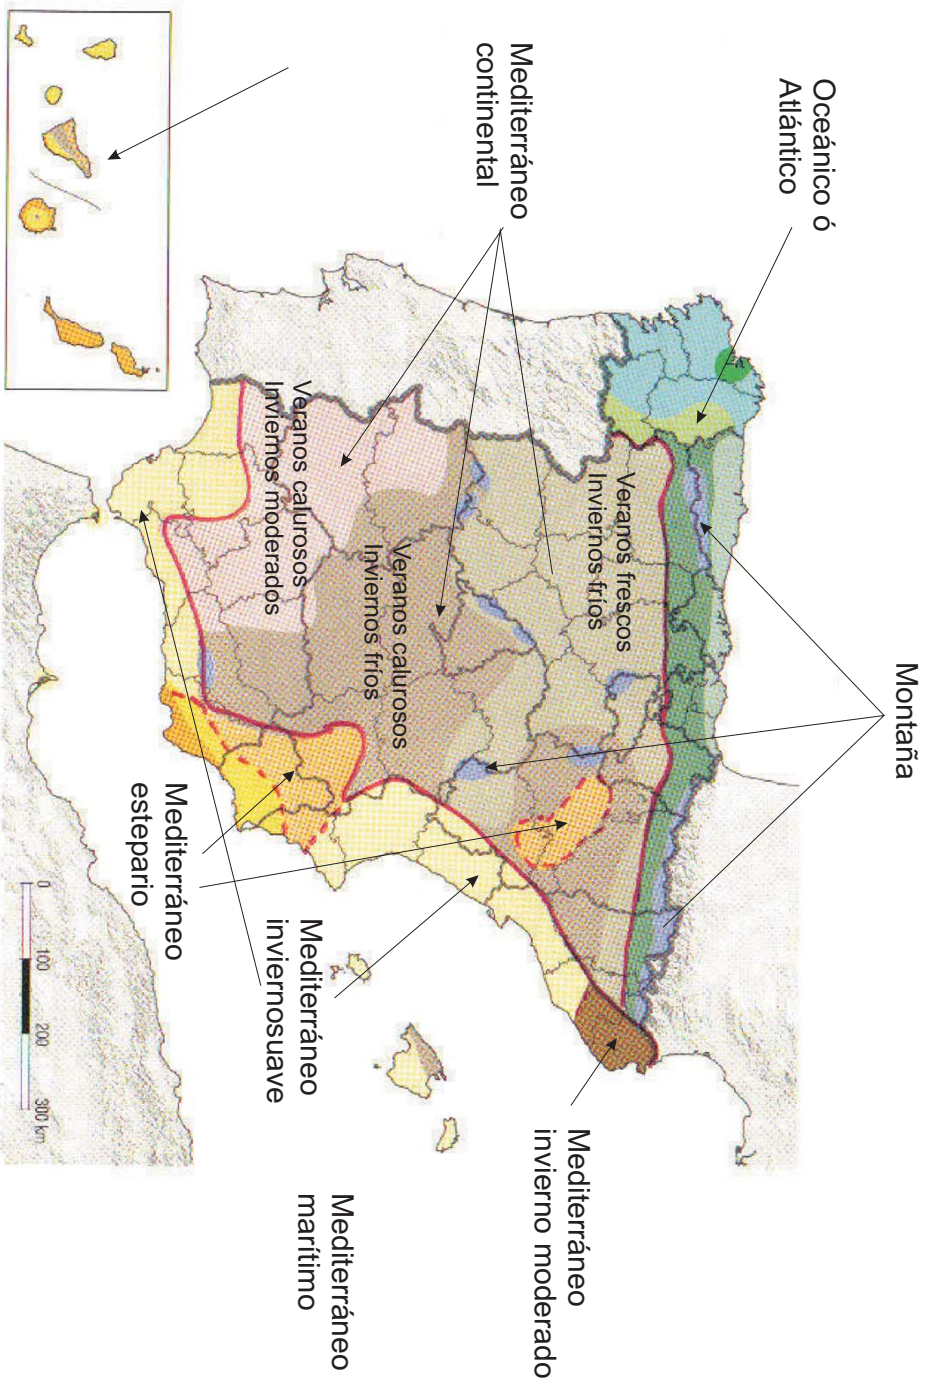 Oceánico ó
Atlántico
Montaña
Mediterráneo
continental
Veranos frescos
Inviernos fríos
Veranos calurosos
Inviernos fríos
Veranos calurosos
Inviernos moderados
Mediterráneo
invierno moderado
Mediterráneo
inviernosuave
Mediterráneo
marítimo
Mediterráneo
estepario
0 100 200 300 km